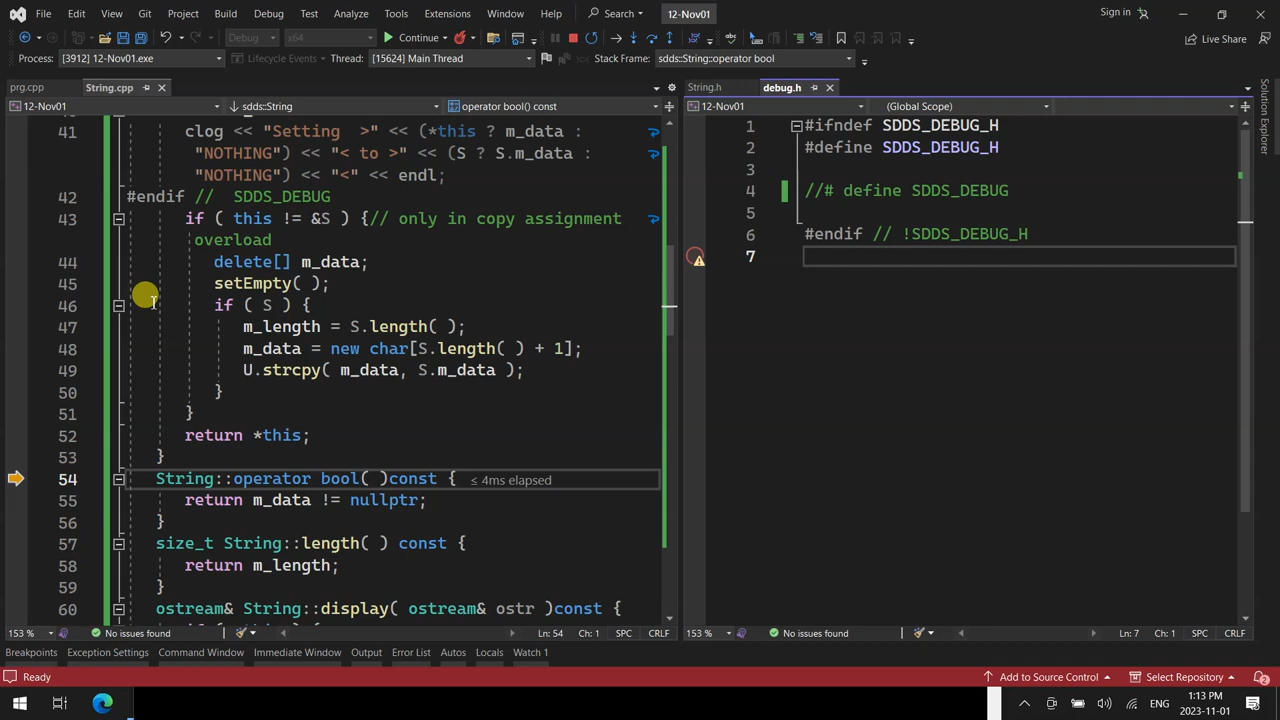 File Edit View Git Project Build Debug Test Analyze Tools Extensions Window Help Search 12-Nov01 Sign in
Debug x64 Continue Live Share
Process: [3912] 12-Nov01.exe Lifecycle Events Thread: [15624] Main Thread Stack Frame: sdds::String::operator bool
prg.cpp String.cpp String.h debug.h
12-Nov01 sdds::String operator bool() const 12-Nov01 (Global Scope)
41 clog << "Setting  >" << (*this ? m_data :
"NOTHING") << "< to >" << (S ? S.m_data :
"NOTHING") << "<" << endl;
42 #endif //  SDDS_DEBUG
43 if ( this != &S ) {// only in copy assignment
overload
44 delete[] m_data;
45 setEmpty( );
46 if ( S ) {
47 m_length = S.length( );
48 m_data = new char[S.length( ) + 1];
49 U.strcpy( m_data, S.m_data );
50 }
51 }
52 return *this;
53 }
54 String::operator bool( )const { ≤ 4ms elapsed
55 return m_data != nullptr;
56 }
57 size_t String::length( ) const {
58 return m_length;
59 }
60 ostream& String::display( ostream& ostr )const {
1 #ifndef SDDS_DEBUG_H
2 #define SDDS_DEBUG_H
3
4 //# define SDDS_DEBUG
5
6 #endif // !SDDS_DEBUG_H
7
Solution Explorer
153 % No issues found Ln: 54 Ch: 1 SPC CRLF
153 % No issues found Ln: 7 Ch: 1 SPC CRLF
Breakpoints Exception Settings Command Window Immediate Window Output Error List Autos Locals Watch 1
Ready Add to Source Control Select Repository 2
ENG 1:13 PM
2023-11-01